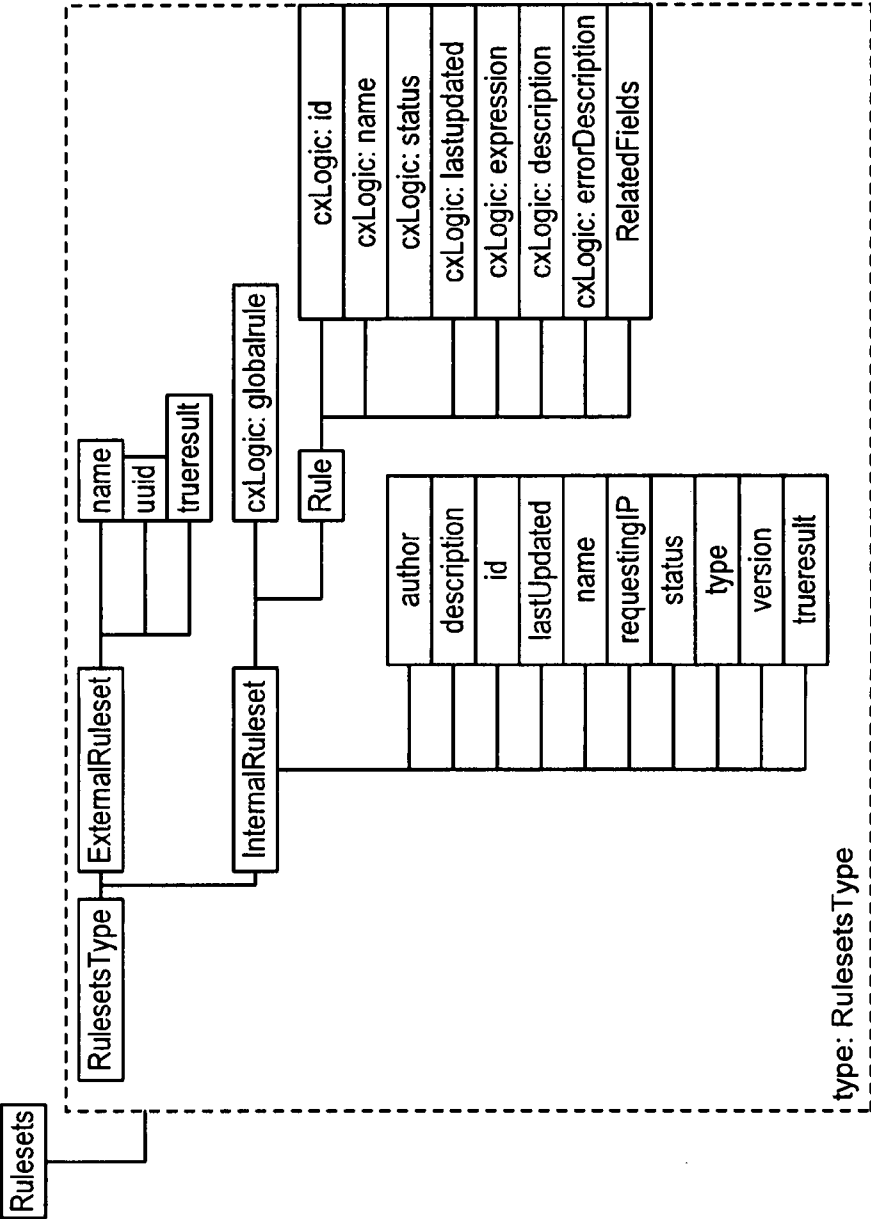 Rulesets
RulesetsType
ExternalRuleset
name
uuid
trueresult
InternalRuleset
cxLogic: globalrule
Rule
cxLogic: id
cxLogic: name
cxLogic: status
cxLogic: lastupdated
cxLogic: expression
cxLogic: description
cxLogic: errorDescription
RelatedFields
author
description
id
lastUpdated
name
requestingIP
status
type
version
trueresult
type: RulesetsType